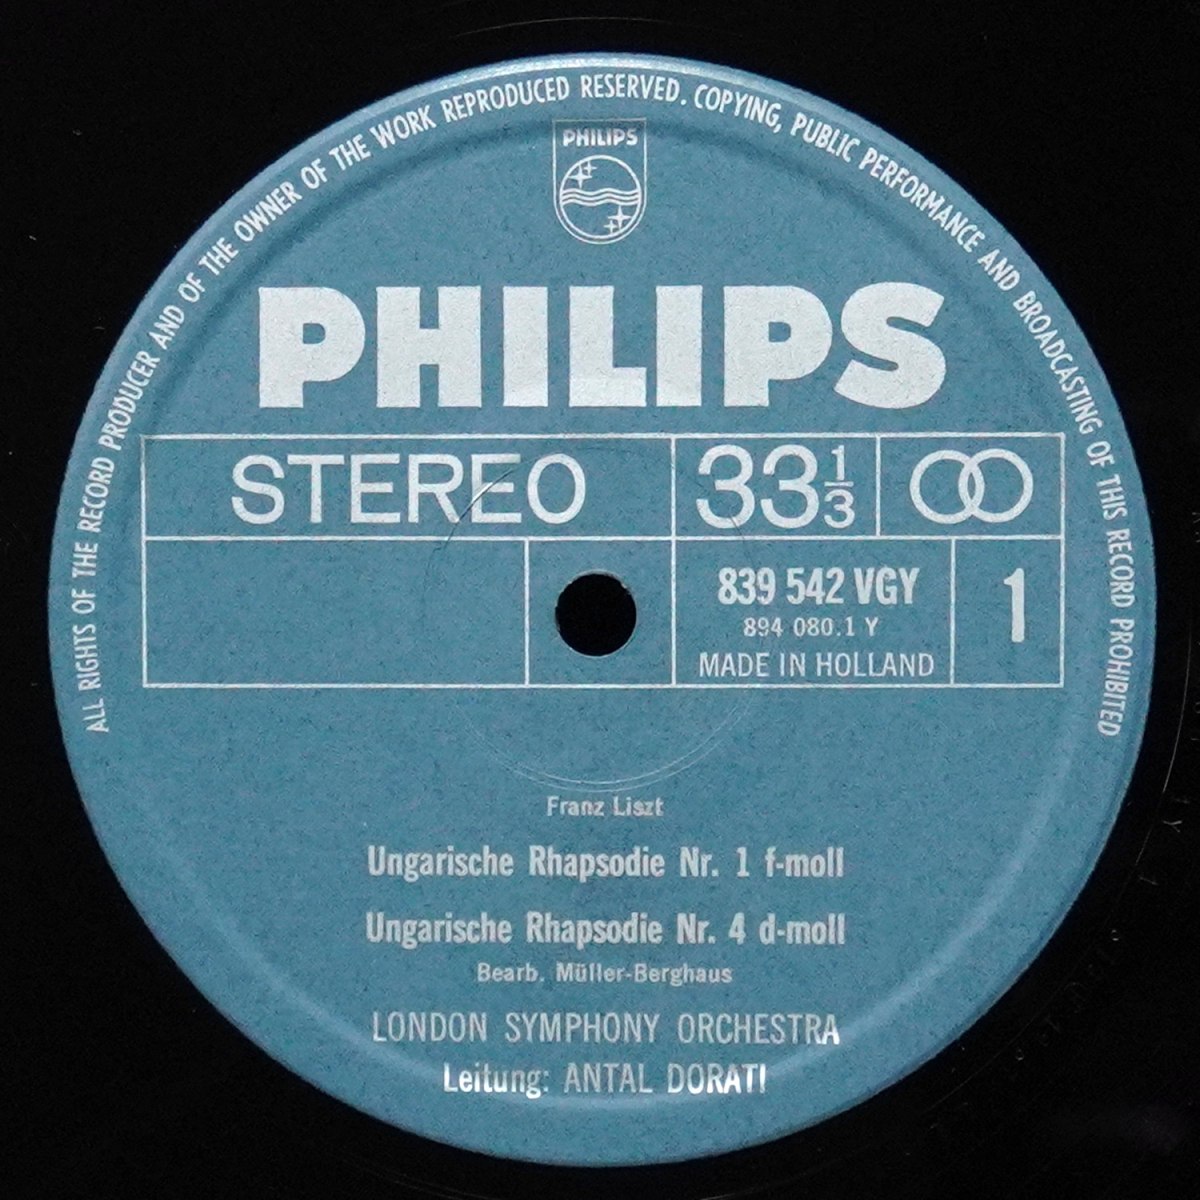 ALL RIGHTS OF THE RECORD PRODUCER AND OF THE OWNER OF THE WORK REPRODUCED RESERVED. COPYING, PUBLIC PERFORMANCE AND BROADCASTING OF THIS RECORD PROHIBITED
PHILIPS
PHILIPS
STEREO 33 1/3
839 542 VGY 1
894 080.1 Y
MADE IN HOLLAND
Franz Liszt
Ungarische Rhapsodie Nr. 1 f-moll
Ungarische Rhapsodie Nr. 4 d-moll
Bearb. Müller-Berghaus
LONDON SYMPHONY ORCHESTRA
Leitung: ANTAL DORATI